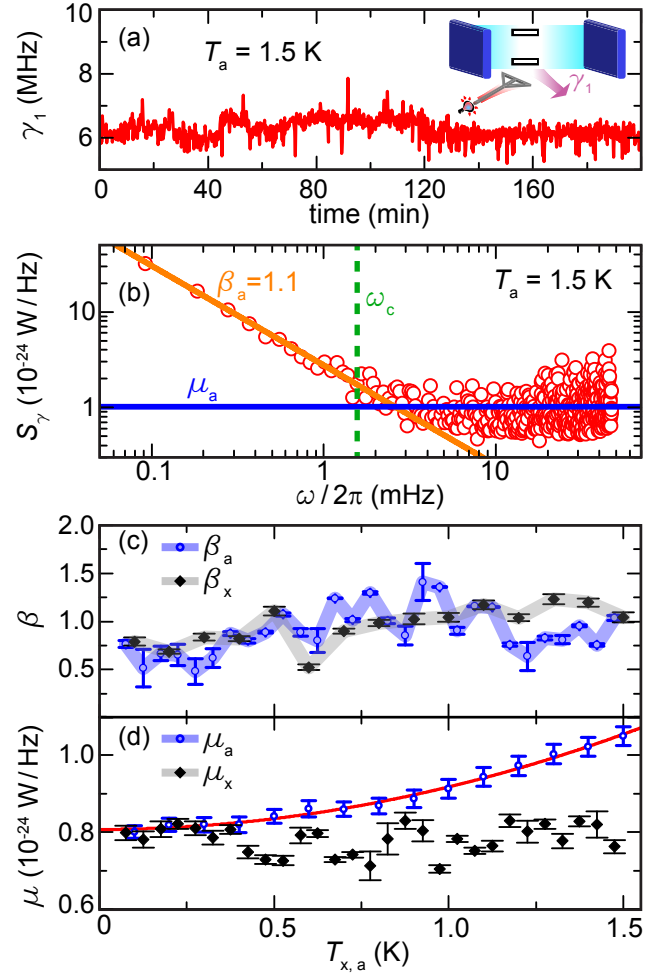 (a)
Tₐ = 1.5 K
γ₁
γ₁ (MHz)
8
6
0 40 80 120 160
time (min)
(b)
βₐ=1.1
ω_c
Tₐ = 1.5 K
μₐ
S_γ (10⁻²⁴ W/Hz)
10
1
0.1 1 10
ω/2π (mHz)
(c)
βₐ
βₓ
β
2.0
1.5
1.0
0.5
(d)
μₐ
μₓ
μ (10⁻²⁴ W/Hz)
1.0
0.8
0.6
0 0.5 1.0 1.5
Tₓ,ₐ (K)